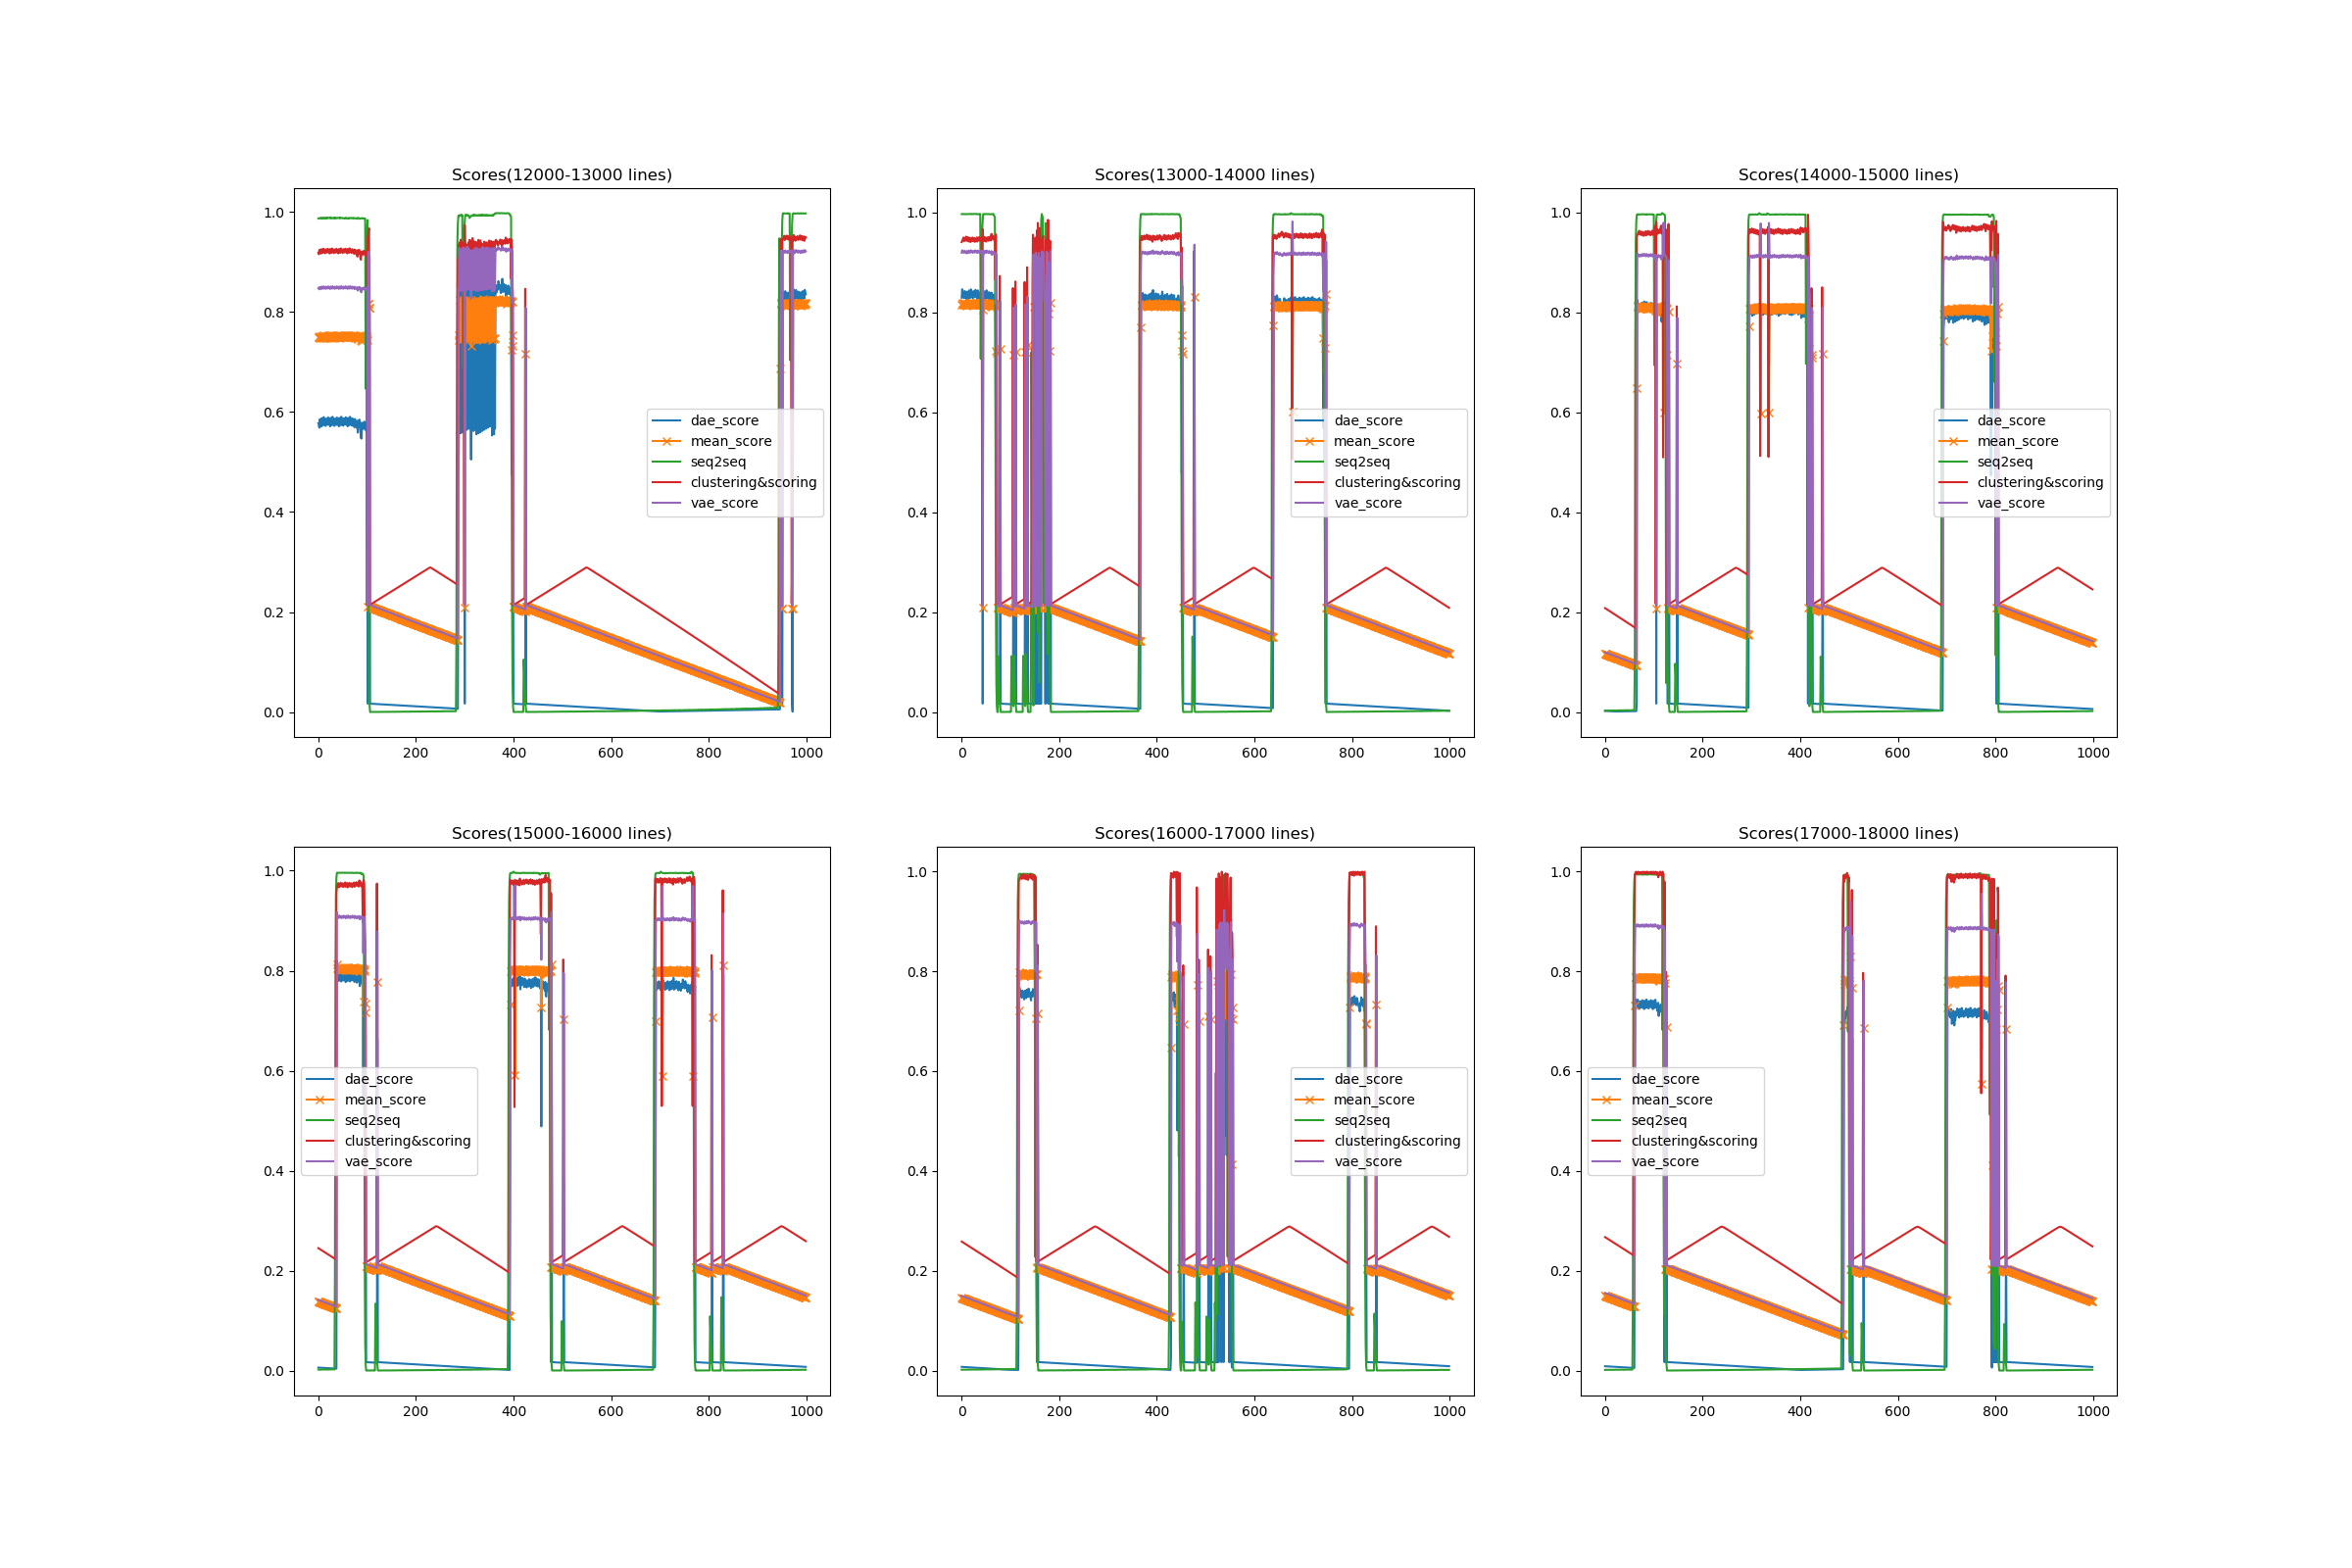 Scores(12000-13000 lines)
1.0
0.8
0.6
0.4
0.2
0.0
0 200 400 600 800 1000
dae_score
mean_score
seq2seq
clustering&scoring
vae_score
Scores(13000-14000 lines)
1.0
0.8
0.6
0.4
0.2
0.0
0 200 400 600 800 1000
dae_score
mean_score
seq2seq
clustering&scoring
vae_score
Scores(14000-15000 lines)
1.0
0.8
0.6
0.4
0.2
0.0
0 200 400 600 800 1000
dae_score
mean_score
seq2seq
clustering&scoring
vae_score
Scores(15000-16000 lines)
1.0
0.8
0.6
0.4
0.2
0.0
0 200 400 600 800 1000
dae_score
mean_score
seq2seq
clustering&scoring
vae_score
Scores(16000-17000 lines)
1.0
0.8
0.6
0.4
0.2
0.0
0 200 400 600 800 1000
dae_score
mean_score
seq2seq
clustering&scoring
vae_score
Scores(17000-18000 lines)
1.0
0.8
0.6
0.4
0.2
0.0
0 200 400 600 800 1000
dae_score
mean_score
seq2seq
clustering&scoring
vae_score